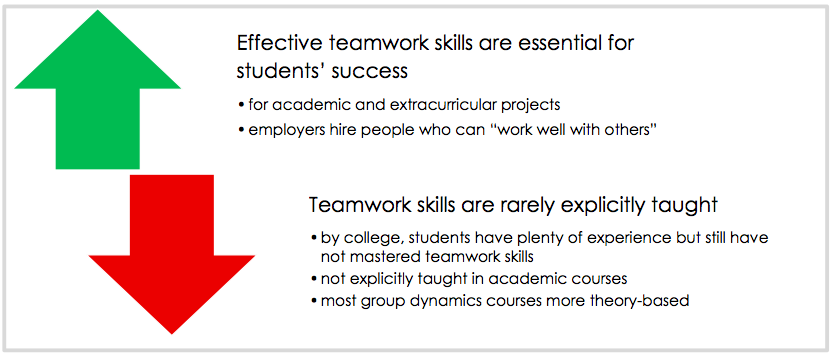 Effective teamwork skills are essential for
students’ success
• for academic and extracurricular projects
• employers hire people who can “work well with others”
Teamwork skills are rarely explicitly taught
• by college, students have plenty of experience but still have
not mastered teamwork skills
• not explicitly taught in academic courses
• most group dynamics courses more theory-based